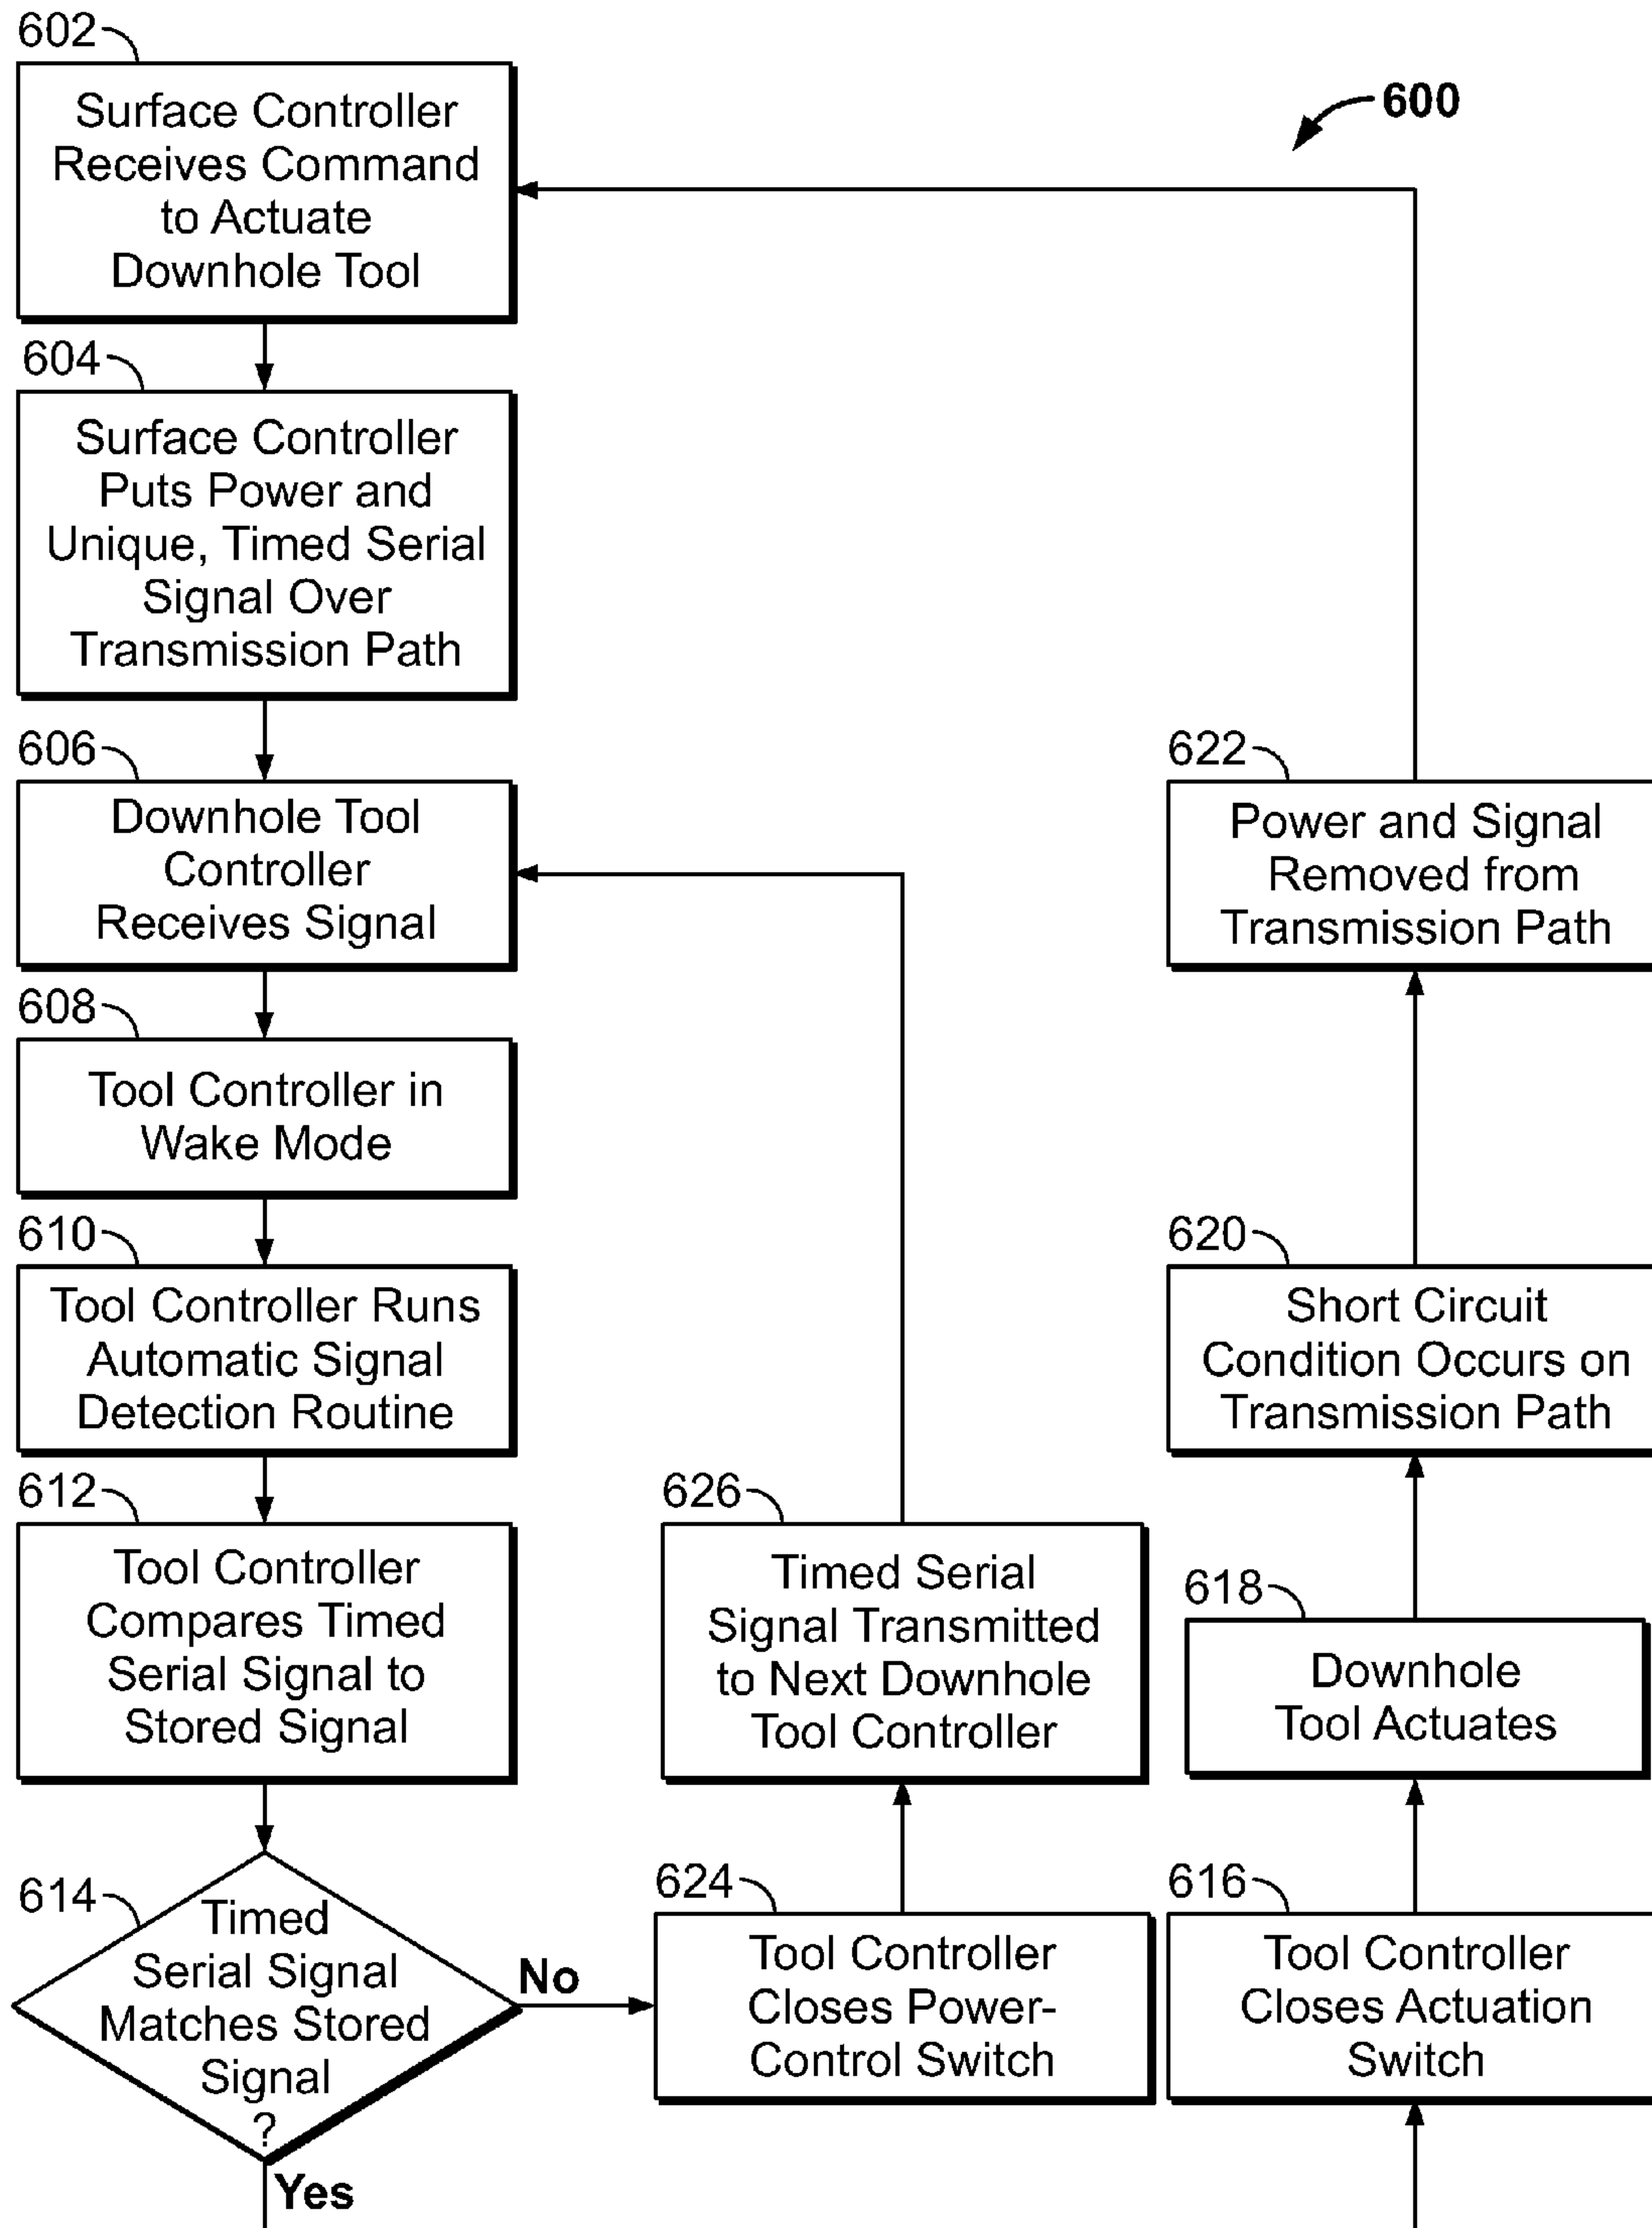 602
Surface Controller
Receives Command
to Actuate
Downhole Tool
600
604
Surface Controller
Puts Power and
Unique, Timed Serial
Signal Over
Transmission Path
606
Downhole Tool
Controller
Receives Signal
608
Tool Controller in
Wake Mode
610
Tool Controller Runs
Automatic Signal
Detection Routine
612
Tool Controller
Compares Timed
Serial Signal to
Stored Signal
614
Timed
Serial Signal
Matches Stored
Signal
?
No
Yes
624
Tool Controller
Closes Power-
Control Switch
626
Timed Serial
Signal Transmitted
to Next Downhole
Tool Controller
616
Tool Controller
Closes Actuation
Switch
618
Downhole
Tool Actuates
620
Short Circuit
Condition Occurs on
Transmission Path
622
Power and Signal
Removed from
Transmission Path